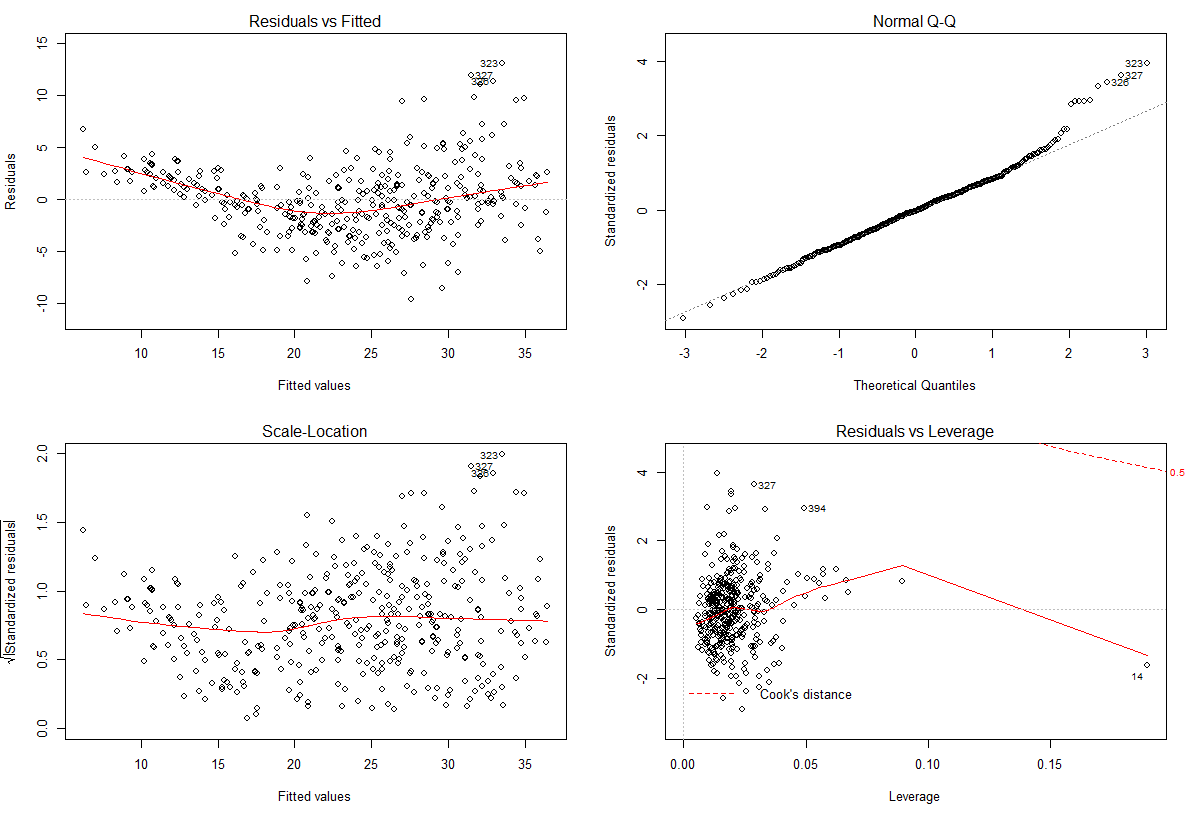 Residuals vs Fitted
15
10
5
0
-5
-10
Residuals
323
327
326
10 15 20 25 30 35
Fitted values
Normal Q-Q
4
2
0
-2
Standardized residuals
323
327
326
-3 -2 -1 0 1 2 3
Theoretical Quantiles
Scale-Location
2.0
1.5
1.0
0.5
0.0
√|Standardized residuals|
323
327
326
10 15 20 25 30 35
Fitted values
Residuals vs Leverage
4
2
0
-2
Standardized residuals
0.5
327
394
14
Cook's distance
0.00 0.05 0.10 0.15
Leverage